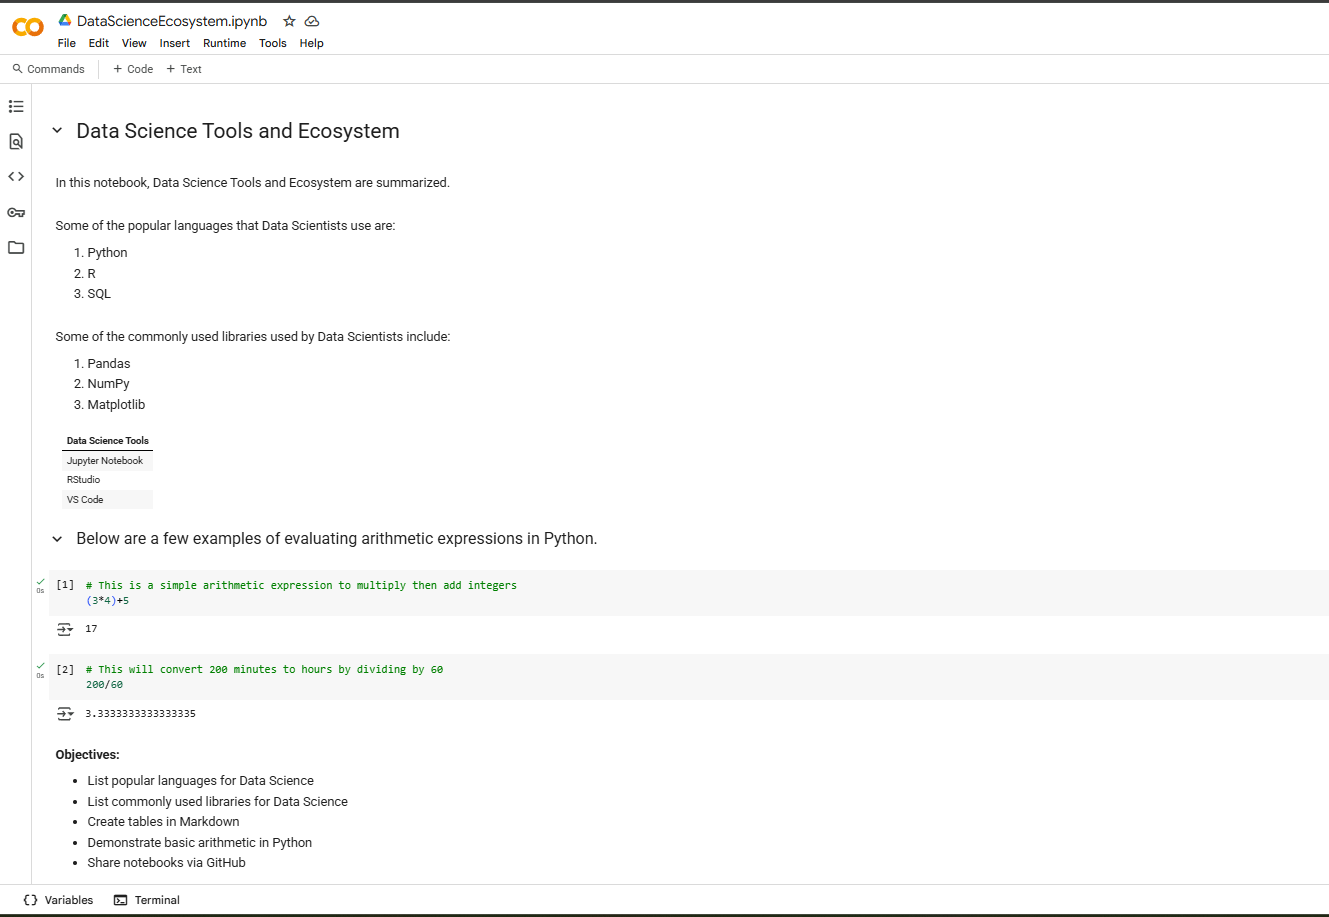 DataScienceEcosystem.ipynb
File Edit View Insert Runtime Tools Help
Commands + Code + Text
Data Science Tools and Ecosystem
In this notebook, Data Science Tools and Ecosystem are summarized.
Some of the popular languages that Data Scientists use are:
1. Python
2. R
3. SQL
Some of the commonly used libraries used by Data Scientists include:
1. Pandas
2. NumPy
3. Matplotlib
Data Science Tools
Jupyter Notebook
RStudio
VS Code
Below are a few examples of evaluating arithmetic expressions in Python.
[1] # This is a simple arithmetic expression to multiply then add integers
0s
(3*4)+5
17
[2] # This will convert 200 minutes to hours by dividing by 60
0s
200/60
3.3333333333333335
Objectives:
• List popular languages for Data Science
• List commonly used libraries for Data Science
• Create tables in Markdown
• Demonstrate basic arithmetic in Python
• Share notebooks via GitHub
{} Variables Terminal